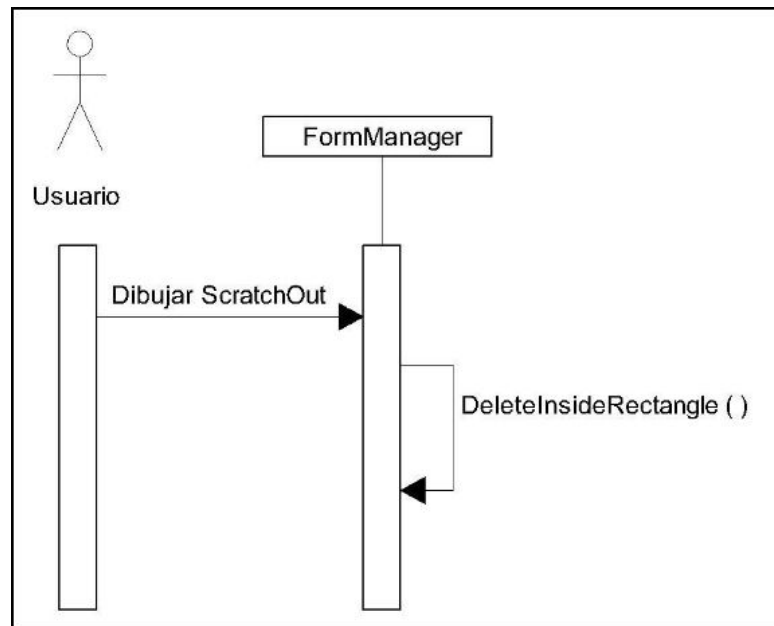 FormManager
Usuario
Dibujar ScratchOut
DeleteInsideRectangle ( )